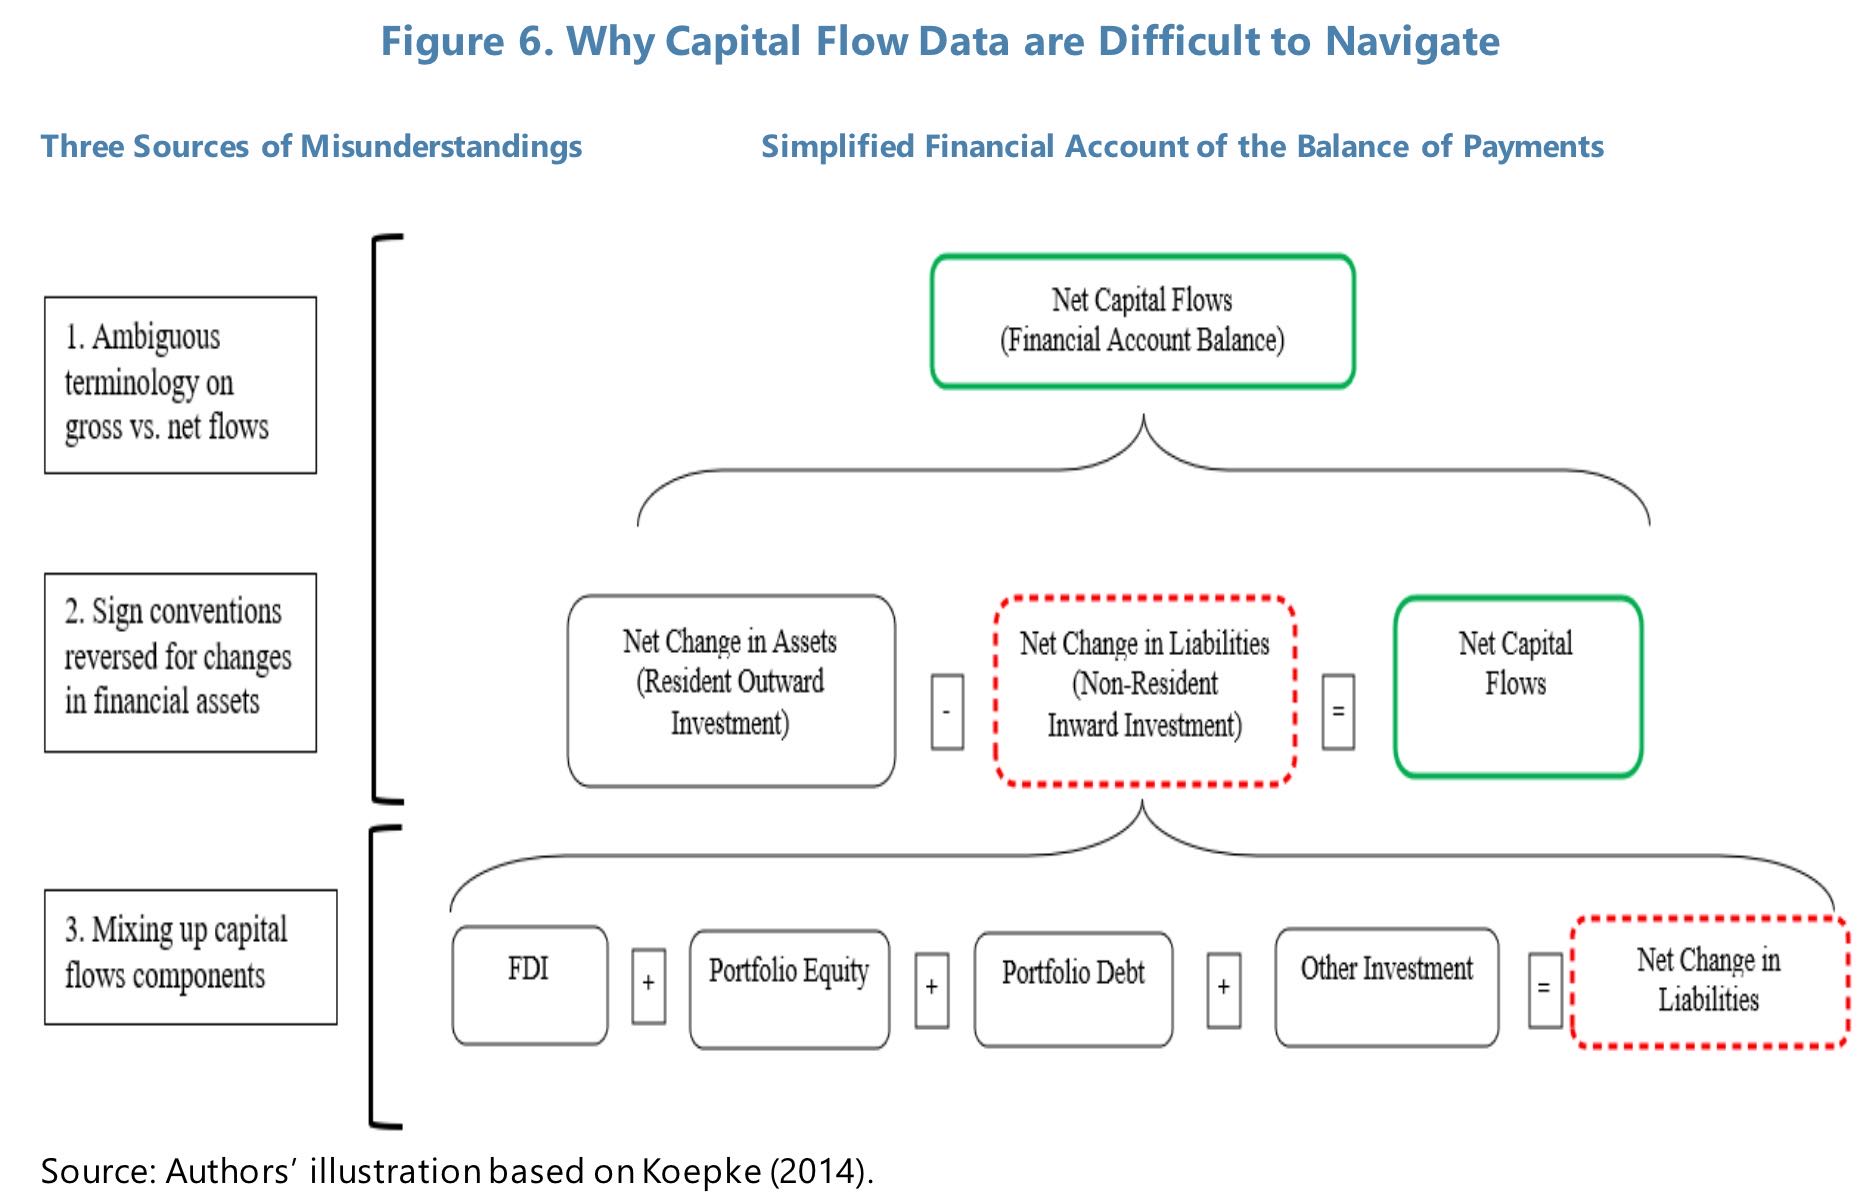 Figure 6. Why Capital Flow Data are Difficult to Navigate
Three Sources of Misunderstandings
Simplified Financial Account of the Balance of Payments
1. Ambiguous
terminology on
gross vs. net flows
Net Capital Flows
(Financial Account Balance)
2. Sign conventions
reversed for changes
in financial assets
Net Change in Assets
(Resident Outward
Investment)
-
Net Change in Liabilities
(Non-Resident
Inward Investment)
=
Net Capital
Flows
3. Mixing up capital
flows components
FDI
+
Portfolio Equity
+
Portfolio Debt
+
Other Investment
=
Net Change in
Liabilities
Source: Authors’ illustration based on Koepke (2014).